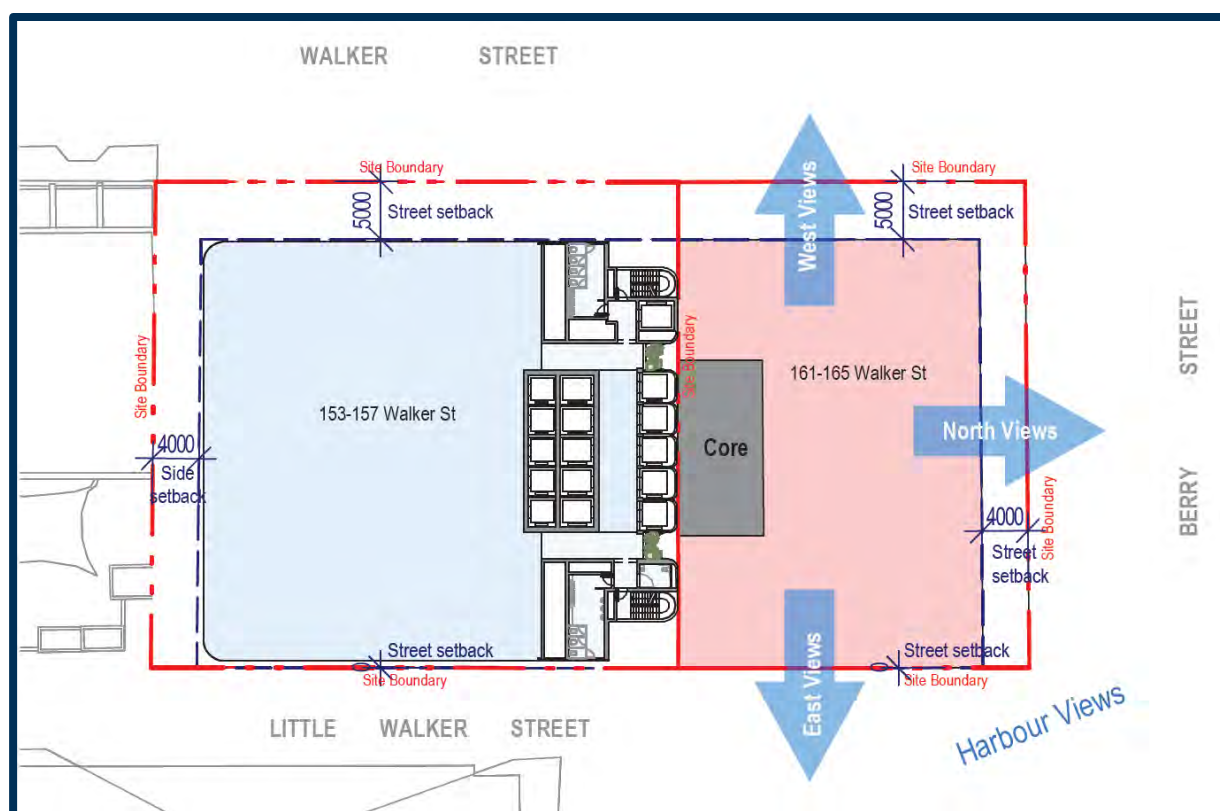 WALKER STREET
Site Boundary
Site Boundary
5000
Street setback
5000
Street setback
West Views
Site Boundary
Site Boundary
STREET
153-157 Walker St
161-165 Walker St
4000
Side
setback
Core
North Views
BERRY
4000
Street
setback
Site Boundary
0
Street setback
Site Boundary
East Views
0
Street setback
Site Boundary
LITTLE WALKER STREET
Harbour Views